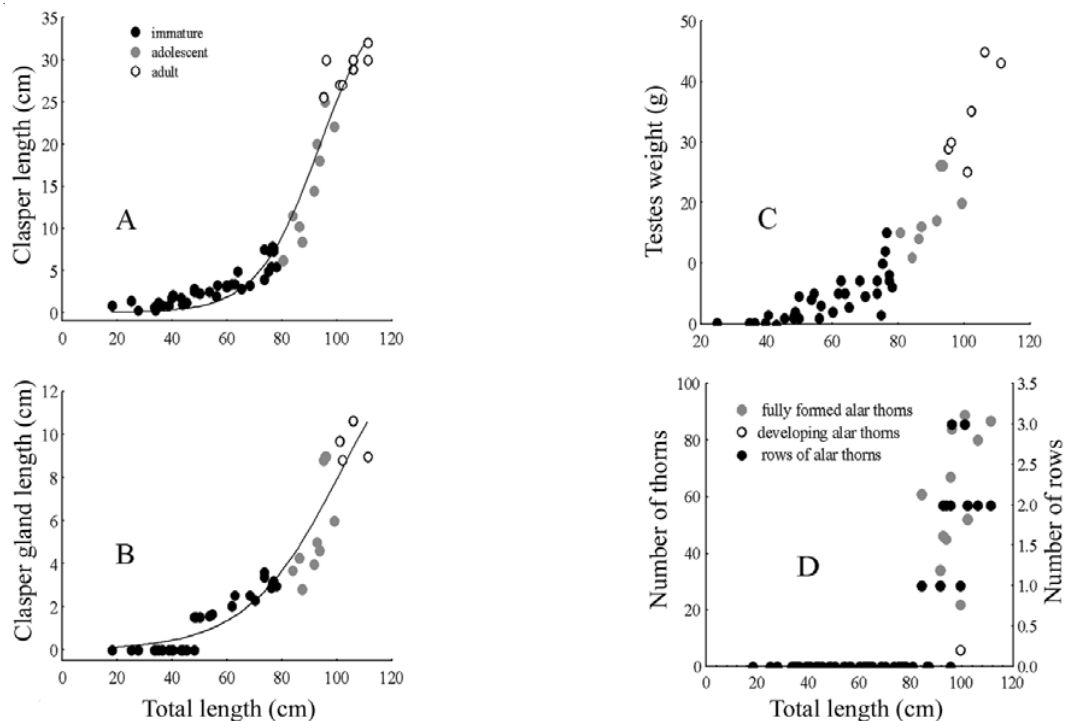 35
30
25
20
15
10
5
0
Clasper length (cm)
immature
adolescent
adult
A
0 20 40 60 80 100 120
50
40
30
20
0
0
Testes weight (g)
C
20 40 60 80 100 120
12
10
8
6
4
2
0
Clasper gland length (cm)
B
0 20 40 60 80 100 120
Total length (cm)
100
80
60
40
20
0
Number of thorns
fully formed alar thorns
developing alar thorns
rows of alar thorns
D
3.5
3.0
2.5
2.0
1.5
1.0
0.5
0.0
Number of rows
0 20 40 60 80 100 120
Total length (cm)